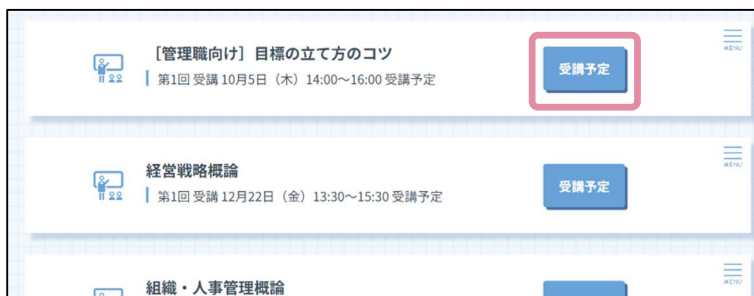 ［管理職向け］目標の立て方のコツ
第1回 受講 10月5日（木）14:00～16:00 受講予定
受講予定
MENU
経営戦略概論
第1回 受講 12月22日（金）13:30～15:30 受講予定
受講予定
MENU
組織・人事管理概論
MENU